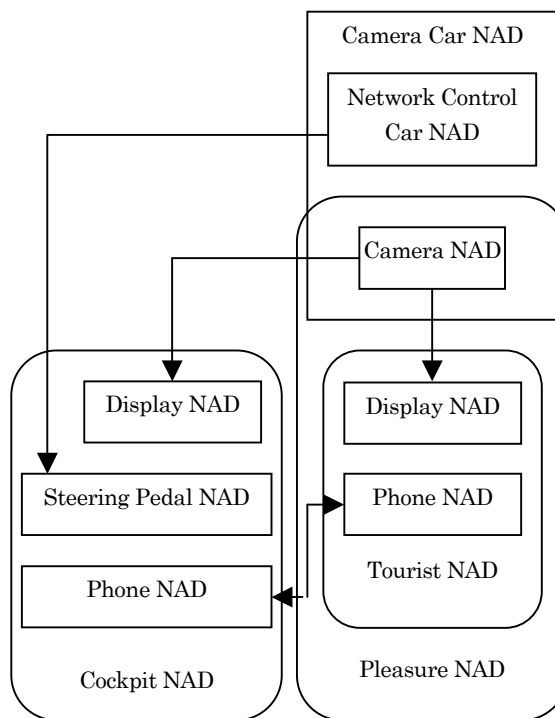 Camera Car NAD
Network Control
Car NAD
Camera NAD
Display NAD
Display NAD
Steering Pedal NAD
Phone NAD
Phone NAD
Tourist NAD
Cockpit NAD
Pleasure NAD